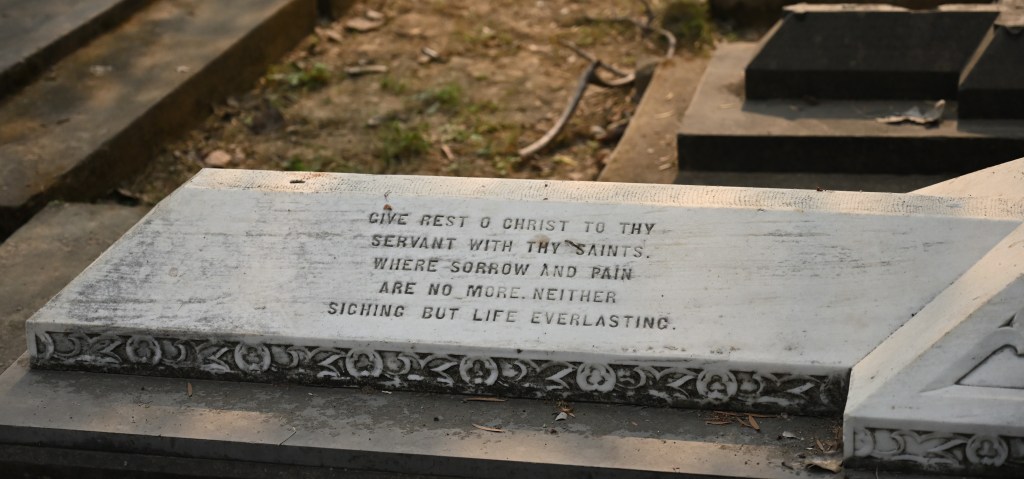 GIVE REST O CHRIST TO THY
SERVANT WITH THY SAINTS.
WHERE SORROW AND PAIN
ARE NO MORE. NEITHER
SIGHING BUT LIFE EVERLASTING.